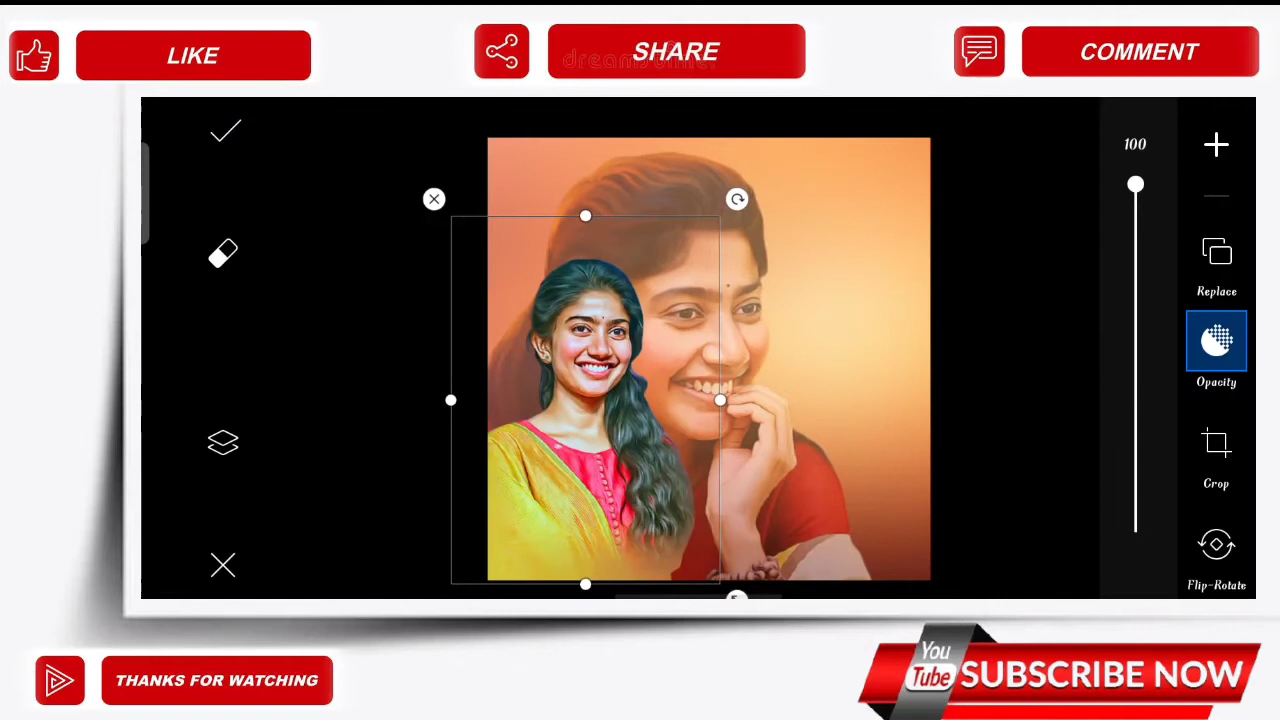 LIKE
SHARE
COMMENT
100
Replace
Opacity
Crop
Flip-Rotate
THANKS FOR WATCHING
You
Tube
SUBSCRIBE NOW